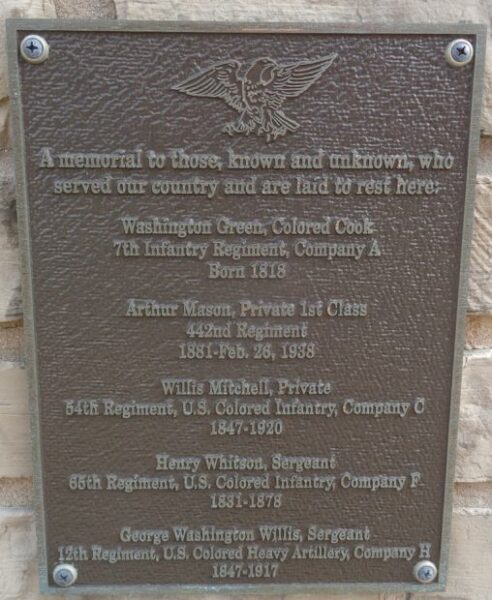 A memorial to those, known and unknown, who
served our country and are laid to rest here:
Washington Green, Colored Cook
7th Infantry Regiment, Company A
Born 1818
Arthur Mason, Private 1st Class
442nd Regiment
1881-Feb. 26, 1938
Willis Mitchell, Private
54th Regiment, U.S. Colored Infantry, Company C
1847-1920
Henry Whitson, Sergeant
65th Regiment, U.S. Colored Infantry, Company F
1831-1878
George Washington Willis, Sergeant
12th Regiment, U.S. Colored Heavy Artillery, Company H
1847-1917